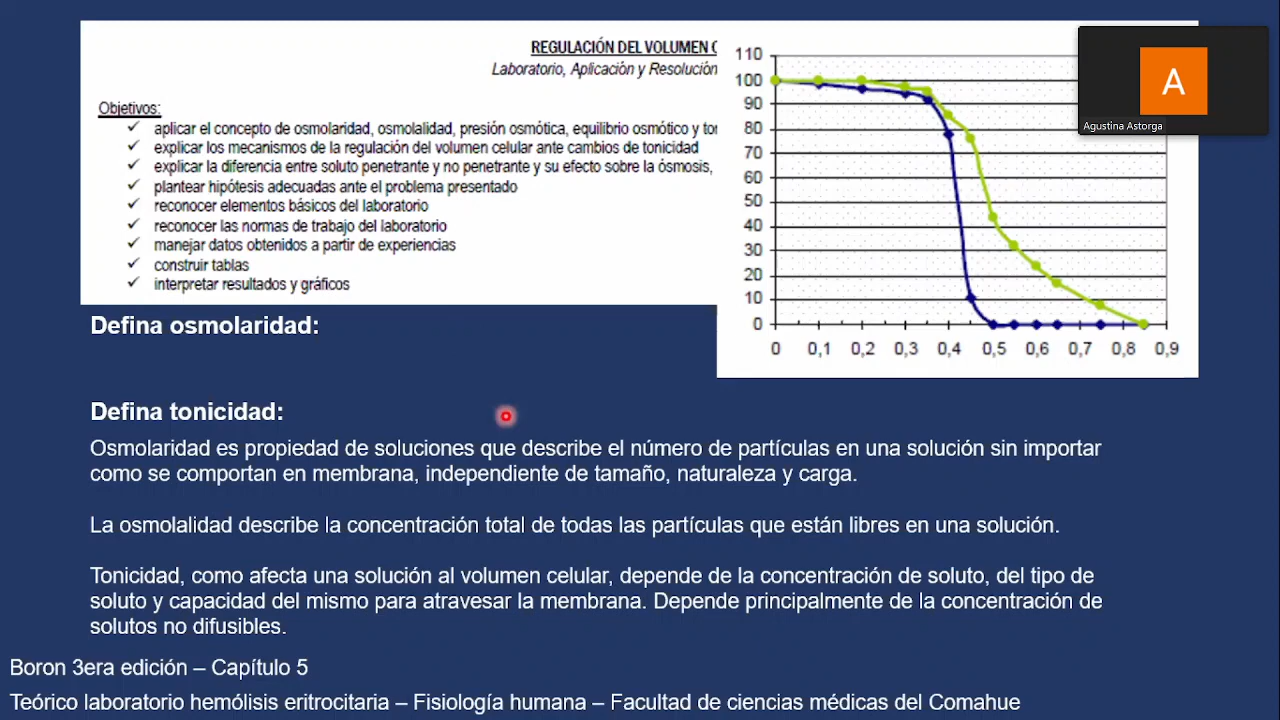 REGULACIÓN DEL VOLUMEN
Laboratorio, Aplicación y Resolución
Objetivos:
✓ aplicar el concepto de osmolaridad, osmolalidad, presión osmótica, equilibrio osmótico y
✓ explicar los mecanismos de la regulación del volumen celular ante cambios de tonicidad
✓ explicar la diferencia entre soluto penetrante y no penetrante y su efecto sobre la ósmosis,
✓ plantear hipótesis adecuadas ante el problema presentado
✓ reconocer elementos básicos del laboratorio
✓ reconocer las normas de trabajo del laboratorio
✓ manejar datos obtenidos a partir de experiencias
✓ construir tablas
✓ interpretar resultados y gráficos
110
100
90
80
70
60
50
40
30
20
10
0
0 0,1 0,2 0,3 0,4 0,5 0,6 0,7 0,8 0,9
A
Agustina Astorga
Defina osmolaridad:
Defina tonicidad:
Osmolaridad es propiedad de soluciones que describe el número de partículas en una solución sin importar
como se comportan en membrana, independiente de tamaño, naturaleza y carga.
La osmolalidad describe la concentración total de todas las partículas que están libres en una solución.
Tonicidad, como afecta una solución al volumen celular, depende de la concentración de soluto, del tipo de
soluto y capacidad del mismo para atravesar la membrana. Depende principalmente de la concentración de
solutos no difusibles.
Boron 3era edición – Capítulo 5
Teórico laboratorio hemólisis eritrocitaria – Fisiología humana – Facultad de ciencias médicas del Comahue